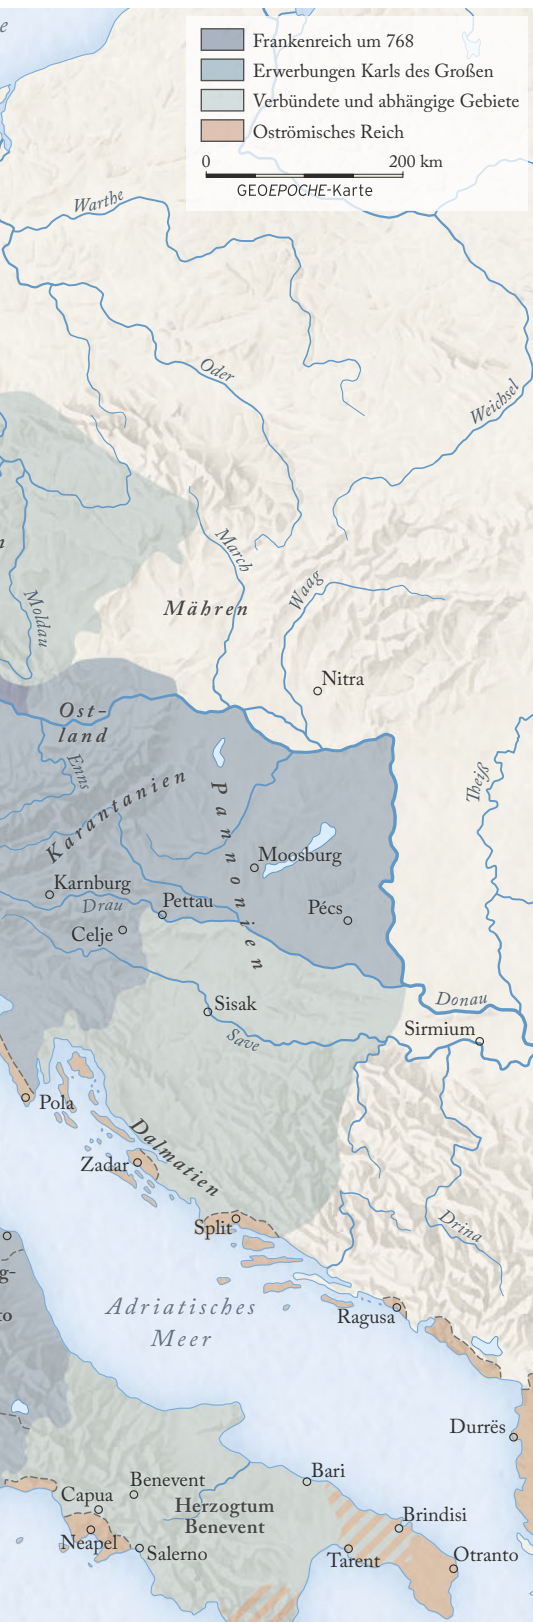 e
Frankenreich um 768
Erwerbungen Karls des Großen
Verbündete und abhängige Gebiete
Oströmisches Reich
0 200 km
GEOEPOCHE-Karte
Warthe
Oder
Weichsel
n
March
Waag
Moldau
Mähren
Nitra
Ost-
land
Enns
Theiß
Karantanien
Pannonien
Moosburg
Karnburg
Drau
Pettau
Pécs
Celje
Donau
Sisak
Save
Sirmium
Pola
Dalmatien
Zadar
Split
Drina
g-
to
Adriatisches
Meer
Ragusa
Durrës
Bari
Benevent
Capua
Herzogtum
Benevent
Brindisi
Neapel
Salerno
Tarent
Otranto